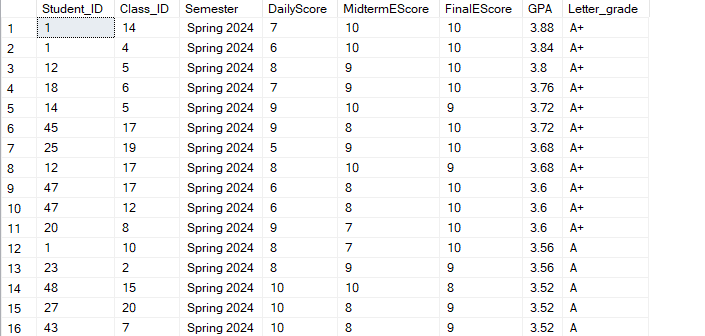 Student_ID Class_ID Semester DailyScore MidtermEScore FinalEScore GPA Letter_grade
1 1 14 Spring 2024 7 10 10 3.88 A+
2 1 4 Spring 2024 6 10 10 3.84 A+
3 12 5 Spring 2024 8 9 10 3.8 A+
4 18 6 Spring 2024 7 9 10 3.76 A+
5 14 5 Spring 2024 9 10 9 3.72 A+
6 45 17 Spring 2024 9 8 10 3.72 A+
7 25 19 Spring 2024 5 9 10 3.68 A+
8 12 17 Spring 2024 8 10 9 3.68 A+
9 47 17 Spring 2024 6 8 10 3.6 A+
10 47 12 Spring 2024 6 8 10 3.6 A+
11 20 8 Spring 2024 9 7 10 3.6 A+
12 1 10 Spring 2024 8 7 10 3.56 A
13 23 2 Spring 2024 8 9 9 3.56 A
14 48 15 Spring 2024 10 10 8 3.52 A
15 27 20 Spring 2024 10 8 9 3.52 A
16 43 7 Spring 2024 10 8 9 3.52 A